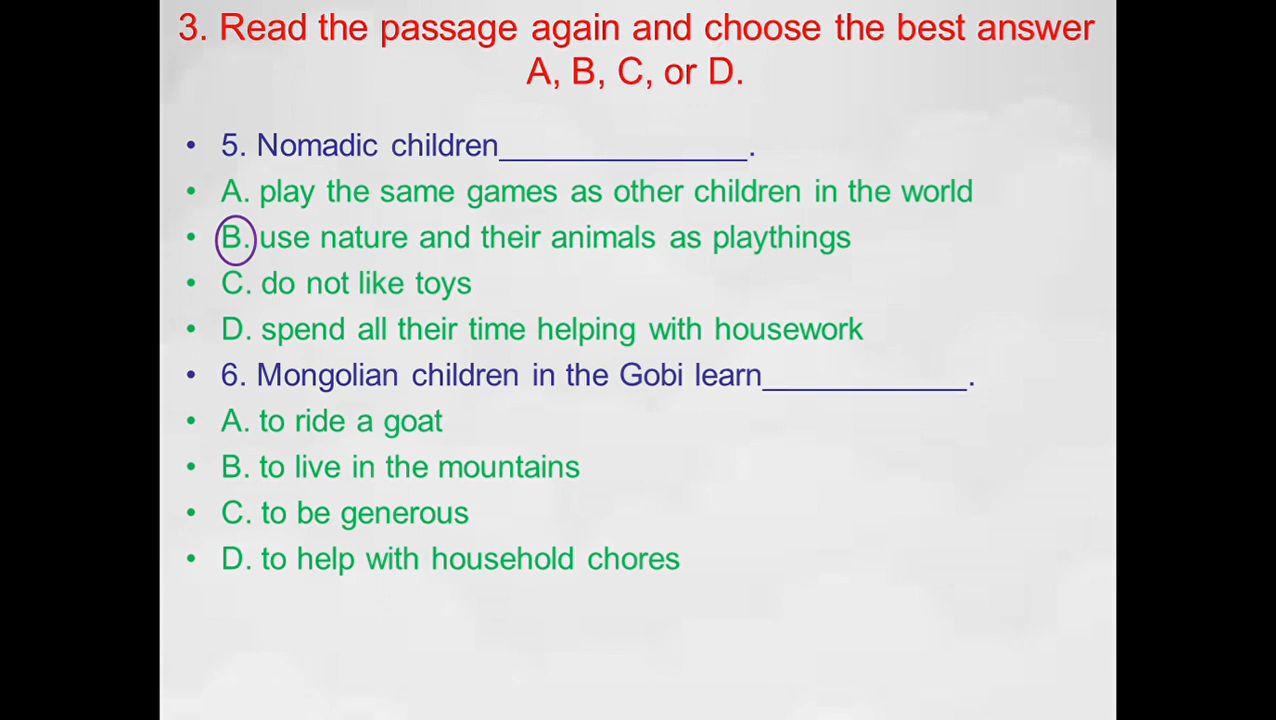 3. Read the passage again and choose the best answer
A, B, C, or D.
• 5. Nomadic children______________.
• A. play the same games as other children in the world
• B. use nature and their animals as playthings
• C. do not like toys
• D. spend all their time helping with housework
• 6. Mongolian children in the Gobi learn____________.
• A. to ride a goat
• B. to live in the mountains
• C. to be generous
• D. to help with household chores